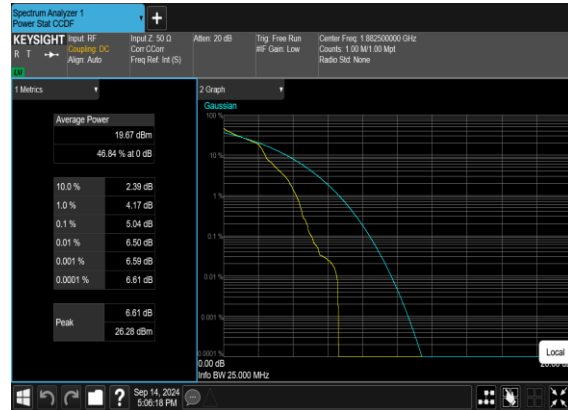 Spectrum Analyzer 1
Power Stat CCDF
KEYSIGHT
R T
LXI
Input: RF
Coupling: DC
Align: Auto
Input Z: 50 Ω
Corr CCorr
Freq Ref: Int (S)
Atten: 20 dB
Trig: Free Run
#IF Gain: Low
Center Freq: 1.882500000 GHz
Counts: 1.00 M/1.00 Mpt
Radio Std: None
1 Metrics
Average Power
19.67 dBm
46.84 % at 0 dB
10.0 % 2.39 dB
1.0 % 4.17 dB
0.1 % 5.04 dB
0.01 % 6.50 dB
0.001 % 6.59 dB
0.0001 % 6.61 dB
Peak
6.61 dB
26.28 dBm
2 Graph
Gaussian
100 %
10 %
1 %
0.1 %
0.01 %
0.001 %
0.0001 %
0.00 dB
Info BW 25.000 MHz
Local
Sep 14, 2024
5:06:18 PM